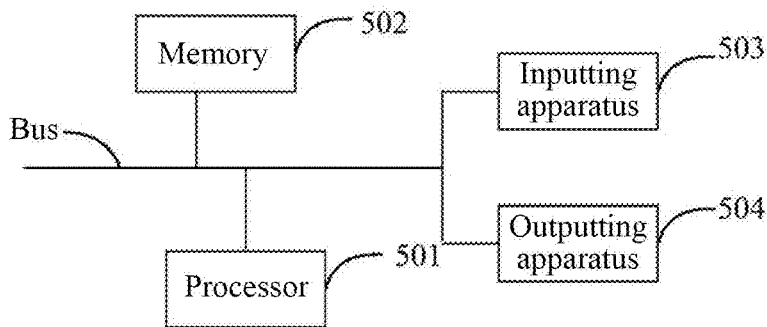 502
Memory
503
Inputting
apparatus
Bus
504
Outputting
apparatus
501
Processor